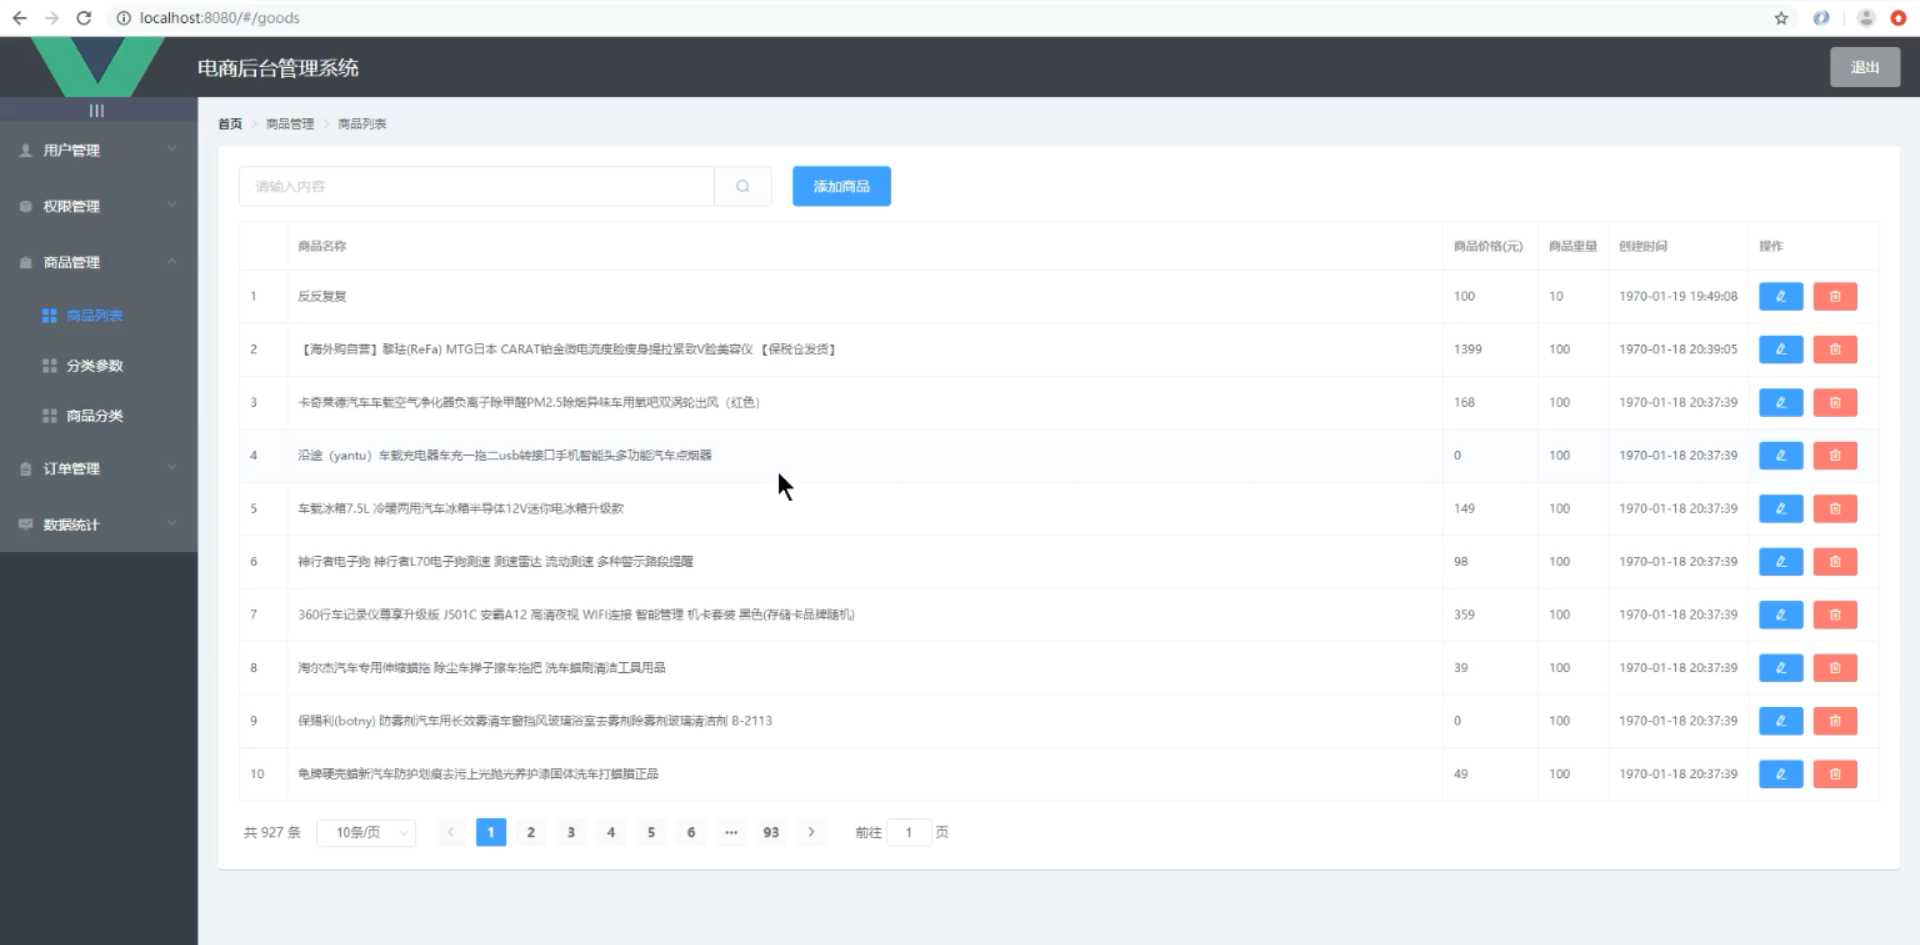 localhost:8080/#/goods
电商后台管理系统
退出
首页 商品管理 商品列表
用户管理
权限管理
商品管理
商品列表
分类参数
商品分类
订单管理
数据统计
请输入内容
添加商品
商品名称 商品价格(元) 商品重量 创建时间 操作
1 反反复复 100 10 1970-01-19 19:49:08
2 【海外购自营】黎珐(ReFa) MTG日本 CARAT铂金微电流瘦脸瘦身提拉紧致V脸美容仪 【保税仓发货】 1399 100 1970-01-18 20:39:05
3 卡奇莱德汽车车载空气净化器负离子除甲醛PM2.5除烟异味车用氧吧双涡轮出风（红色） 168 100 1970-01-18 20:37:39
4 沿途（yantu）车载充电器车充一拖二usb转接口手机智能头多功能汽车点烟器 0 100 1970-01-18 20:37:39
5 车载冰箱7.5L 冷暖两用汽车冰箱半导体12V迷你电冰箱升级款 149 100 1970-01-18 20:37:39
6 神行者电子狗 神行者L70电子狗测速 测速雷达 流动测速 多种警示路段提醒 98 100 1970-01-18 20:37:39
7 360行车记录仪尊享升级版 J501C 安霸A12 高清夜视 WIFI连接 智能管理 机卡套装 黑色(存储卡品牌随机) 359 100 1970-01-18 20:37:39
8 淘尔杰汽车专用伸缩蜡拖 除尘车掸子擦车拖把 洗车蜡刷清洁工具用品 39 100 1970-01-18 20:37:39
9 保赐利(botny) 防雾剂汽车用长效雾清车窗挡风玻璃浴室去雾剂除雾剂玻璃清洁剂 B-2113 0 100 1970-01-18 20:37:39
10 龟牌硬壳蜡新汽车防护划痕去污上光抛光养护漆固体洗车打蜡腊正品 49 100 1970-01-18 20:37:39
共 927 条 10条/页 1 2 3 4 5 6 ··· 93 前往 1 页